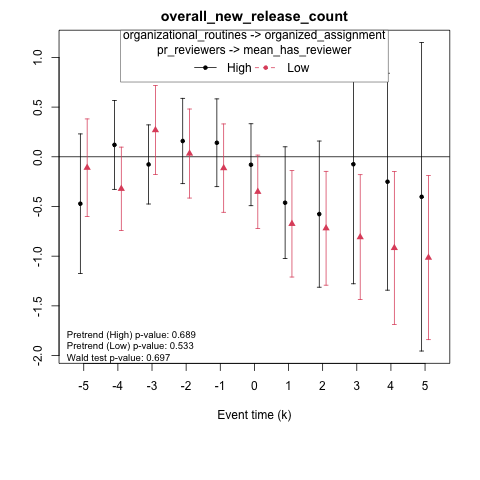 overall_new_release_count
organizational_routines -> organized_assignment
pr_reviewers -> mean_has_reviewer
High Low
1.0
0.5
0.0
-0.5
-1.0
-1.5
-2.0
Pretrend (High) p-value: 0.689
Pretrend (Low) p-value: 0.533
Wald test p-value: 0.697
-5 -4 -3 -2 -1 0 1 2 3 4 5
Event time (k)